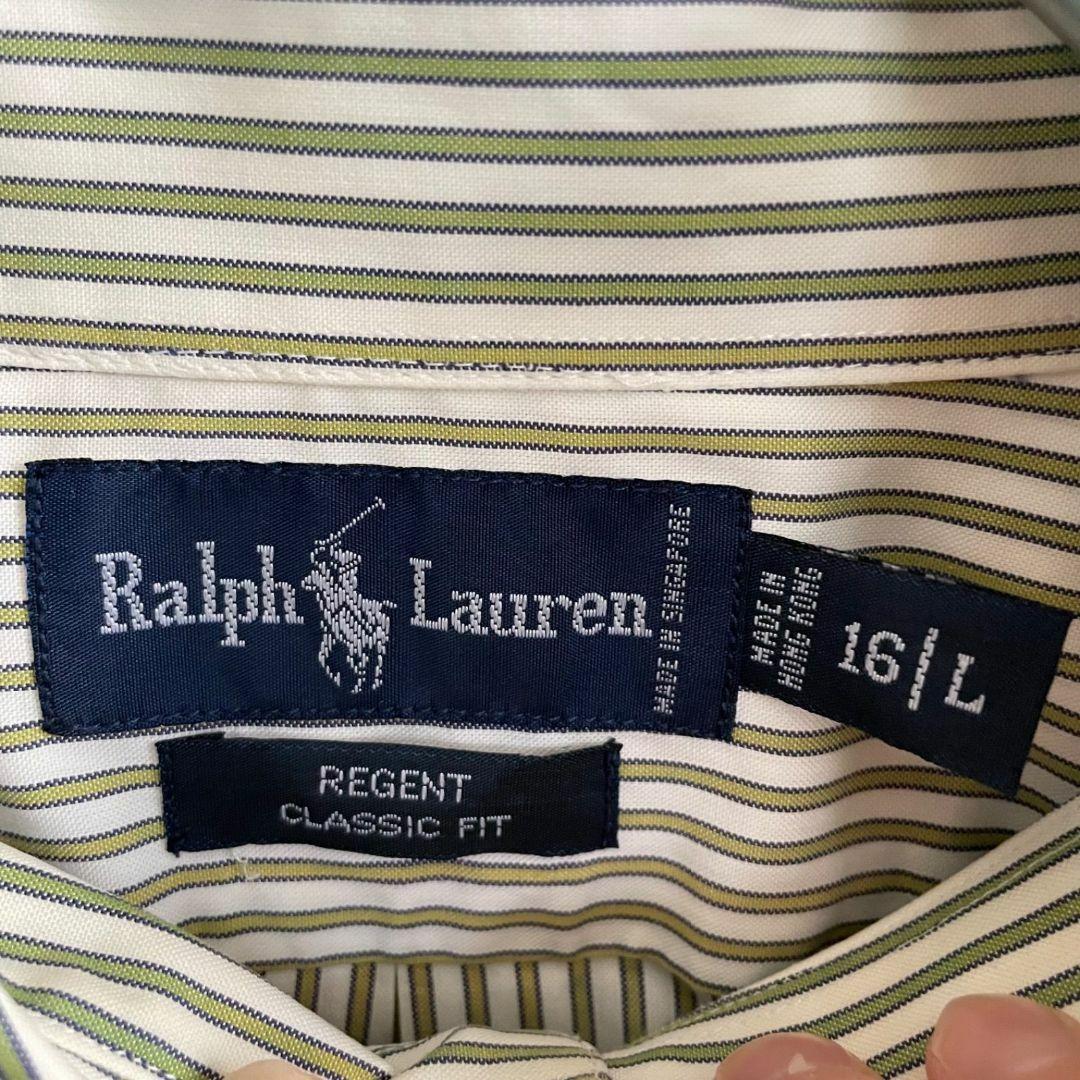 Ralph Lauren
MADE IN SINGAPORE
MADE IN
HONG KONG
16/L
REGENT
CLASSIC FIT